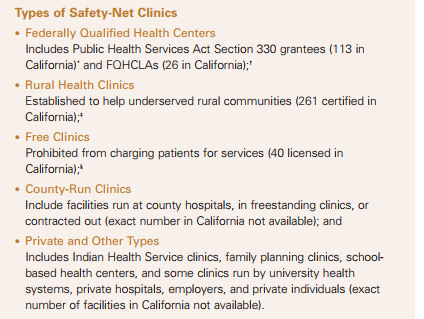 Types of Safety-Net Clinics
• Federally Qualified Health Centers
Includes Public Health Services Act Section 330 grantees (113 in
California)* and FQHCLAs (26 in California);†
• Rural Health Clinics
Established to help underserved rural communities (261 certified in
California);‡
• Free Clinics
Prohibited from charging patients for services (40 licensed in
California);§
• County-Run Clinics
Include facilities run at county hospitals, in freestanding clinics, or
contracted out (exact number in California not available); and
• Private and Other Types
Includes Indian Health Service clinics, family planning clinics, school-
based health centers, and some clinics run by university health
systems, private hospitals, employers, and private individuals (exact
number of facilities in California not available).